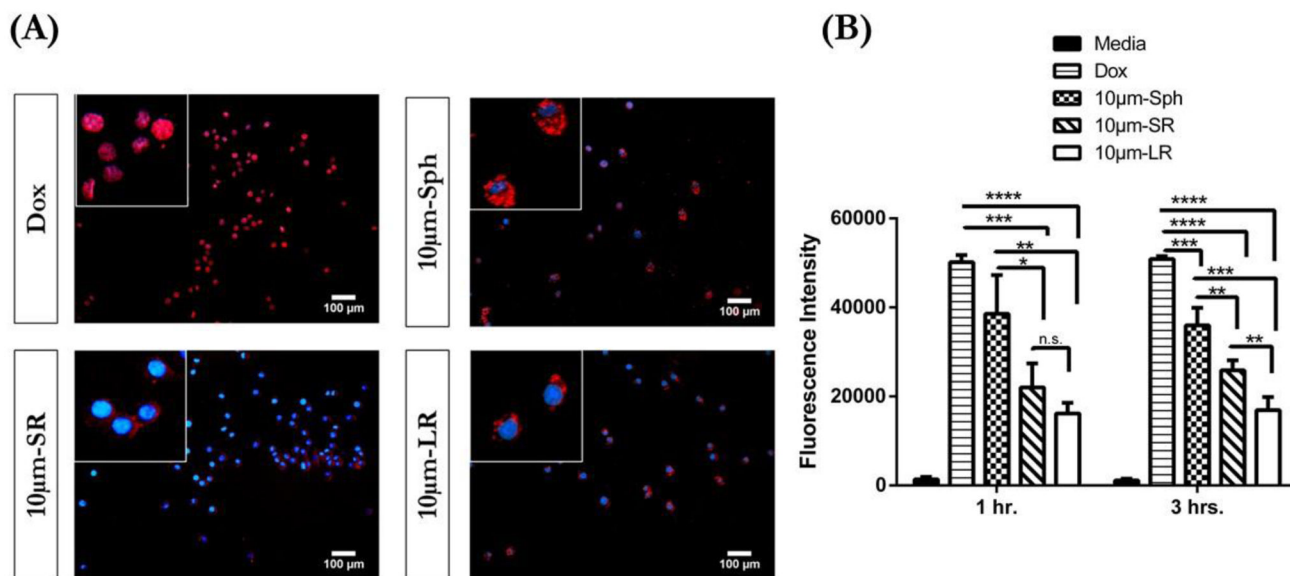 (A)
Dox
100 µm
10µm-Sph
100 µm
10µm-SR
100 µm
10µm-LR
100 µm
(B)
Media
Dox
10µm-Sph
10µm-SR
10µm-LR
Fluorescence Intensity
60000
40000
20000
0
****
***
**
*
n.s.
****
****
***
***
**
**
1 hr.
3 hrs.